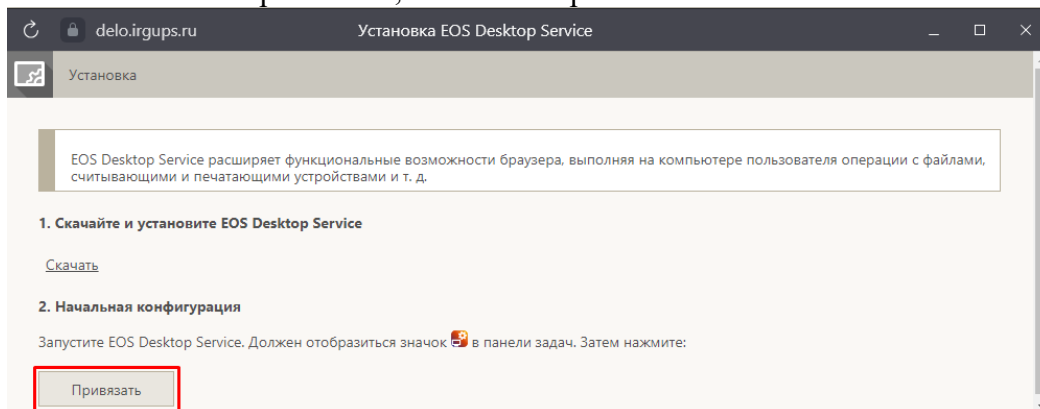 delo.irgups.ru Установка EOS Desktop Service
Установка
EOS Desktop Service расширяет функциональные возможности браузера, выполняя на компьютере пользователя операции с файлами,
считывающими и печатающими устройствами и т. д.
1. Скачайте и установите EOS Desktop Service
Скачать
2. Начальная конфигурация
Запустите EOS Desktop Service. Должен отобразиться значок в панели задач. Затем нажмите:
Привязать